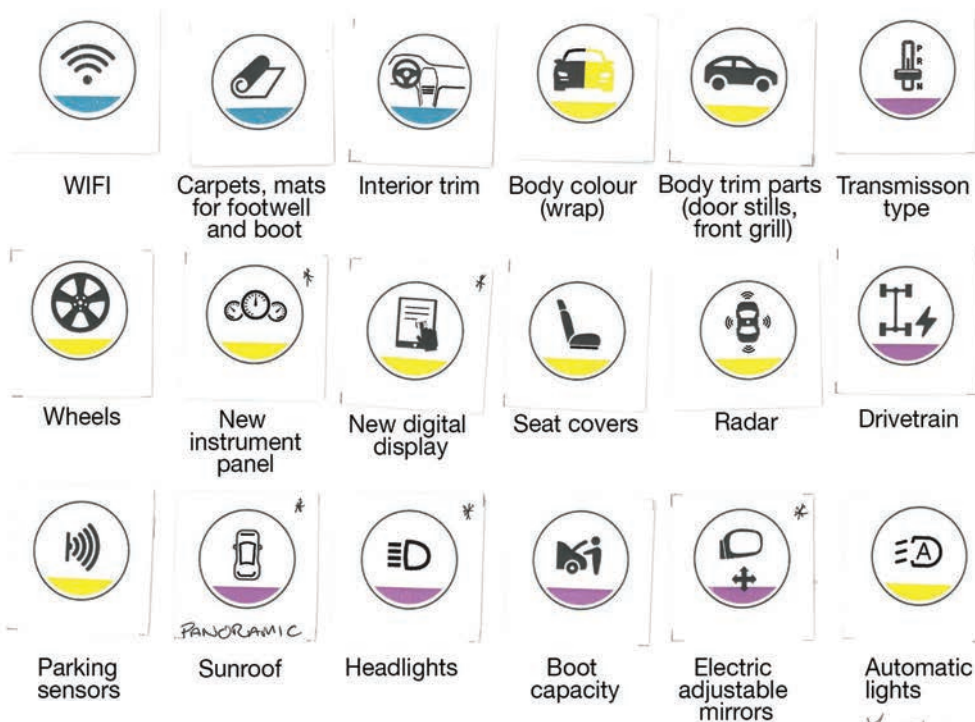 P
R
N
WIFI
Carpets, mats
for footwell
and boot
Interior trim
Body colour
(wrap)
Body trim parts
(door stills,
front grill)
Transmisson
type
Wheels
New
instrument
panel
New digital
display
Seat covers
Radar
Drivetrain
PANORAMIC
A
Parking
sensors
Sunroof
Headlights
Boot
capacity
Electric
adjustable
mirrors
Automatic
lights